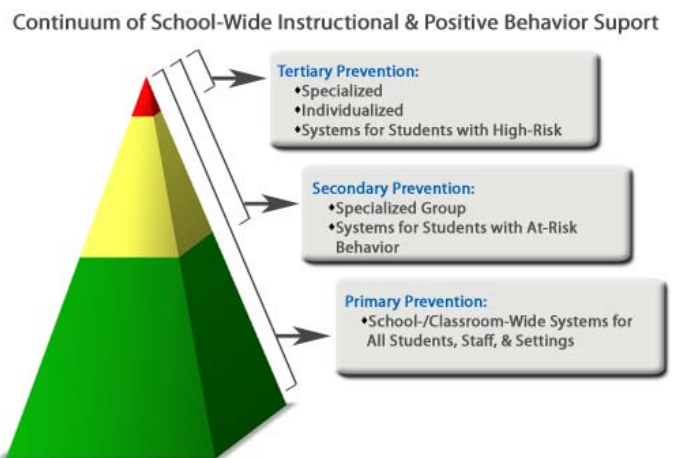 Continuum of School-Wide Instructional & Positive Behavior Suport
Tertiary Prevention:
♦Specialized
♦Individualized
♦Systems for Students with High-Risk
Secondary Prevention:
♦Specialized Group
♦Systems for Students with At-Risk
Behavior
Primary Prevention:
♦School-/Classroom-Wide Systems for
All Students, Staff, & Settings